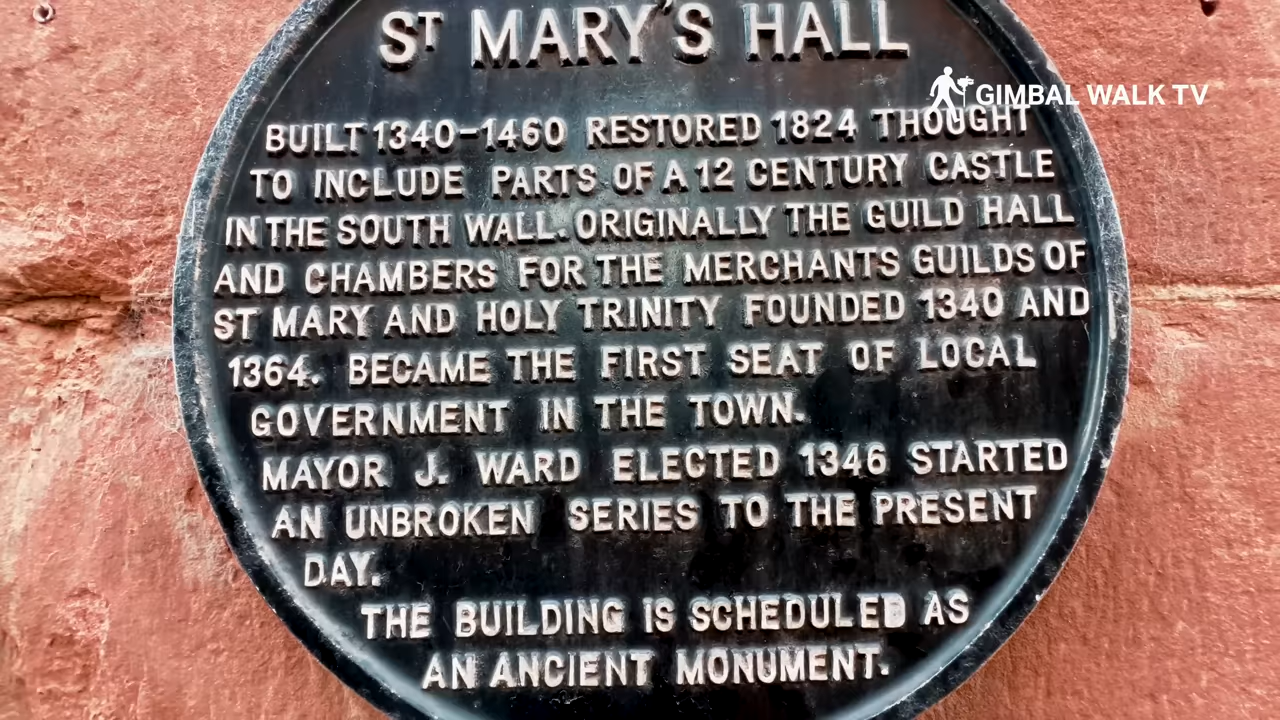 ST MARY'S HALL
GIMBAL WALK TV
BUILT 1340-1460 RESTORED 1824 THOUGHT
TO INCLUDE PARTS OF A 12 CENTURY CASTLE
IN THE SOUTH WALL. ORIGINALLY THE GUILD HALL
AND CHAMBERS FOR THE MERCHANTS GUILDS OF
ST MARY AND HOLY TRINITY FOUNDED 1340 AND
1364. BECAME THE FIRST SEAT OF LOCAL
GOVERNMENT IN THE TOWN.
MAYOR J. WARD ELECTED 1346 STARTED
AN UNBROKEN SERIES TO THE PRESENT
DAY.
THE BUILDING IS SCHEDULED AS
AN ANCIENT MONUMENT.